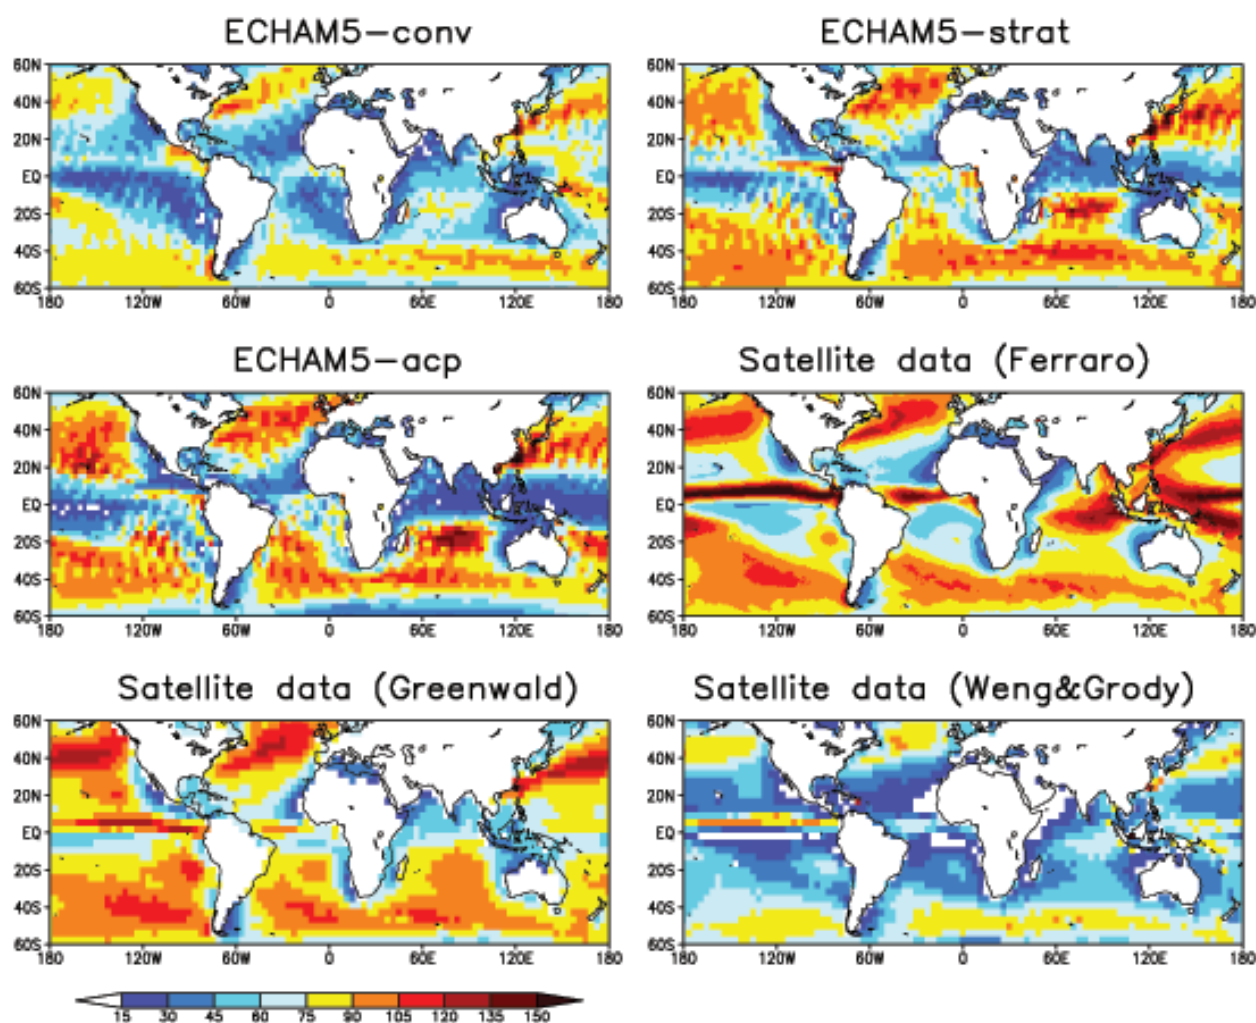 ECHAM5-conv
ECHAM5-strat
60N
40N
20N
EQ
20S
40S
60S
180 120W 60W 0 60E 120E 180
60N
40N
20N
EQ
20S
40S
60S
180 120W 60W 0 60E 120E 180
ECHAM5-acp
Satellite data (Ferraro)
60N
40N
20N
EQ
20S
40S
60S
180 120W 60W 0 60E 120E 180
60N
40N
20N
EQ
20S
40S
60S
180 120W 60W 0 60E 120E 180
Satellite data (Greenwald)
Satellite data (Weng&Grody)
60N
40N
20N
EQ
20S
40S
60S
180 120W 60W 0 60E 120E 180
60N
40N
20N
EQ
20S
40S
60S
180 120W 60W 0 60E 120E 180
15 30 45 60 75 90 105 120 135 150